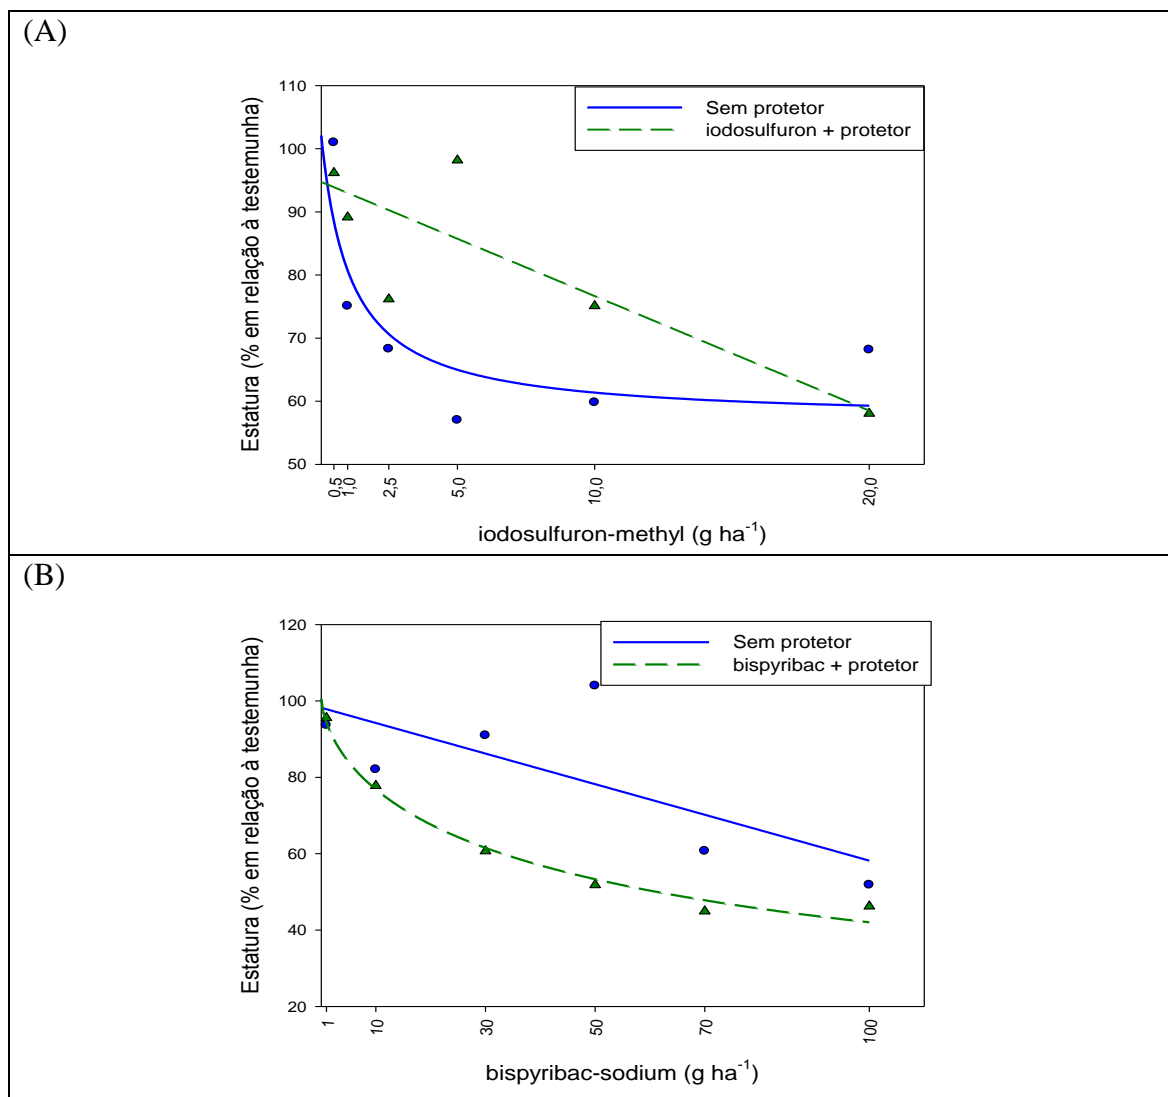 (A)
110
100
90
80
70
60
50
Estatura (% em relação à testemunha)
Sem protetor
iodosulfuron + protetor
0,5
1,0
2,5
5,0
10,0
20,0
iodosulfuron-methyl (g ha⁻¹)
(B)
120
100
80
60
40
20
Estatura (% em relação à testemunha)
Sem protetor
bispyribac + protetor
1
10
30
50
70
100
bispyribac-sodium (g ha⁻¹)